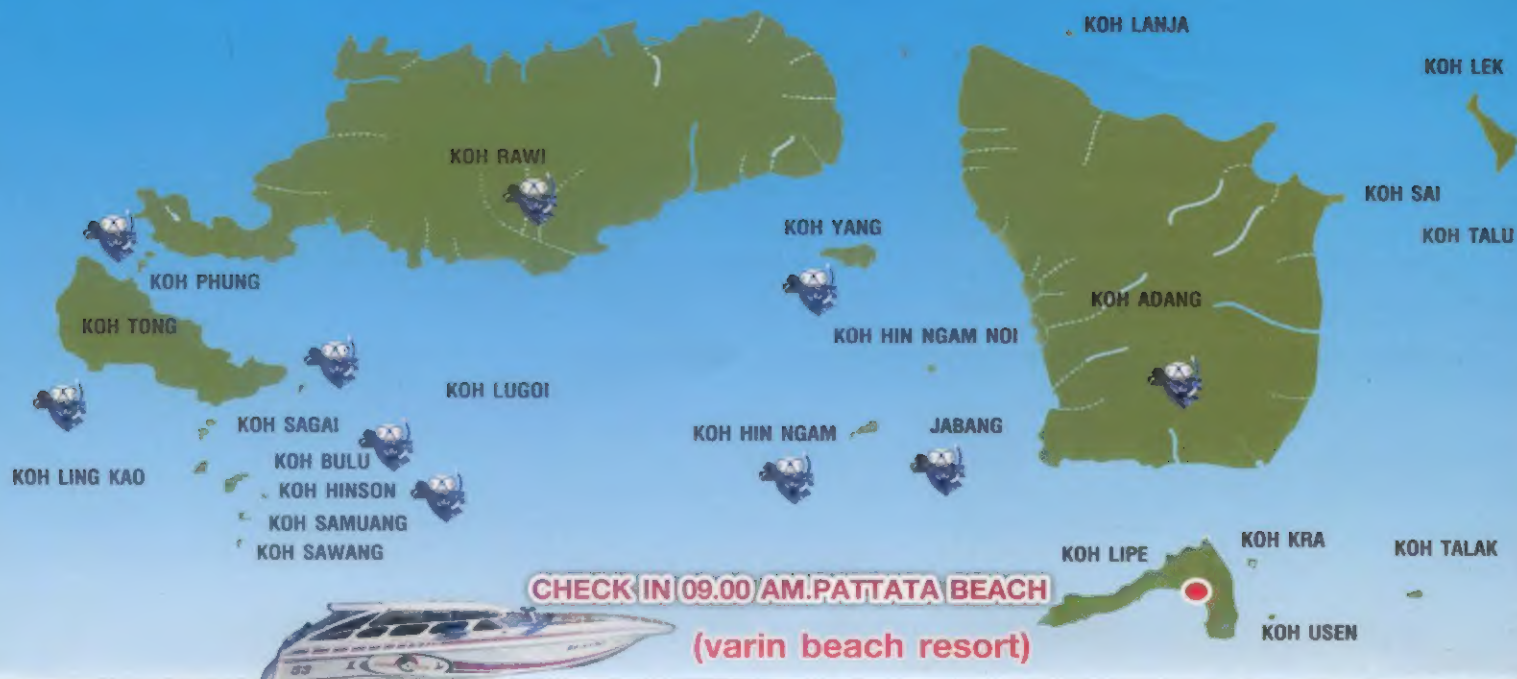 KOH LANJA
KOH LEK
KOH RAWI
KOH SAI
KOH YANG
KOH TALU
KOH PHUNG
KOH ADANG
KOH TONG
KOH HIN NGAM NOI
KOH LUGOI
KOH SAGAI
KOH HIN NGAM
JABANG
KOH BULU
KOH LING KAO
KOH HINSON
KOH SAMUANG
KOH SAWANG
KOH LIPE
KOH KRA
KOH TALAK
CHECK IN 09.00 AM.PATTATA BEACH
KOH USEN
(varin beach resort)
33